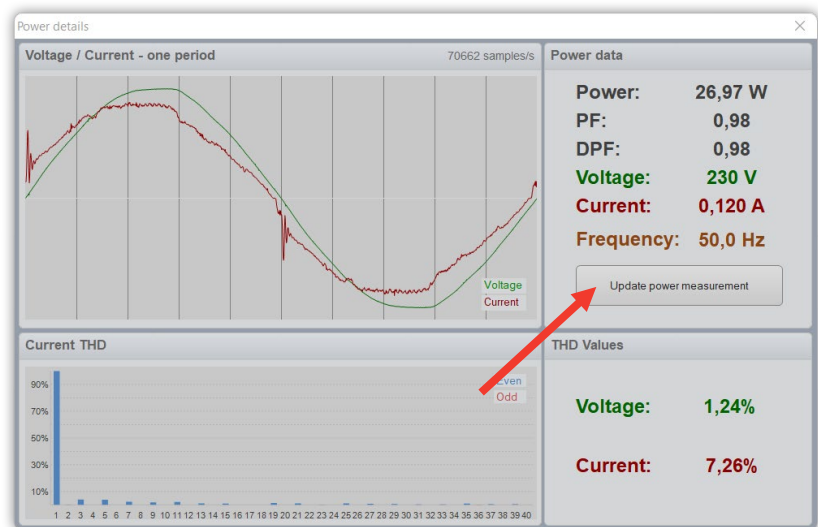 Power details
Voltage / Current - one period
70662 samples/s
Voltage
Current
Power data
Power: 26,97 W
PF: 0,98
DPF: 0,98
Voltage: 230 V
Current: 0,120 A
Frequency: 50,0 Hz
Update power measurement
Current THD
90%
70%
50%
30%
10%
Even
Odd
1 2 3 4 5 6 7 8 9 10 11 12 13 14 15 16 17 18 19 20 21 22 23 24 25 26 27 28 29 30 31 32 33 34 35 36 37 38 39 40
THD Values
Voltage: 1,24%
Current: 7,26%